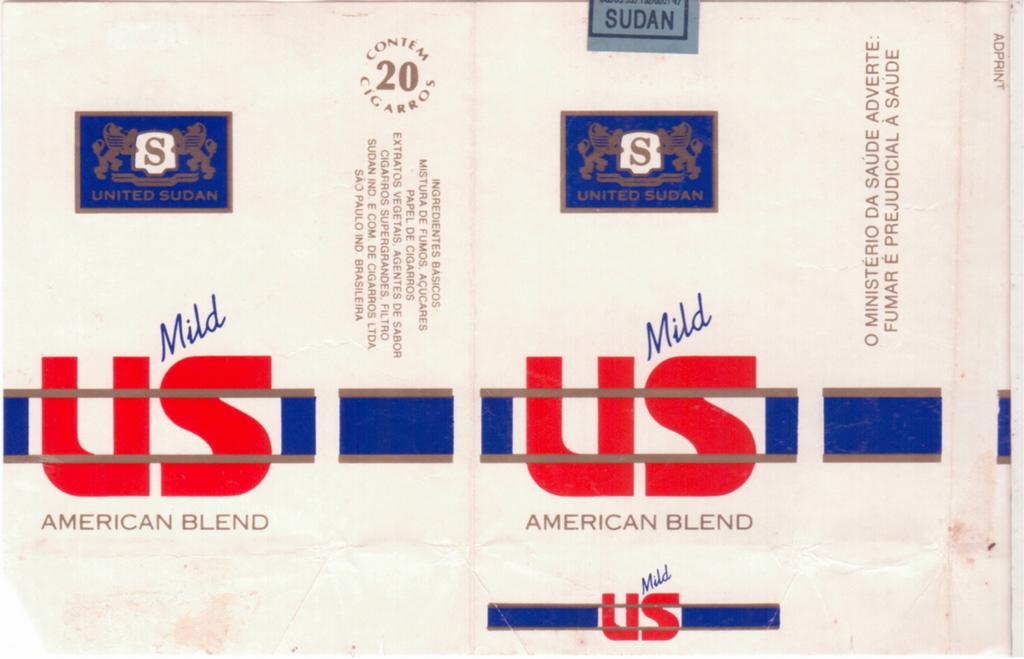 SUDAN
CONTÉM
20
CIGARROS
S
UNITED SUDAN
INGREDIENTES BÁSICOS
MISTURA DE FUMOS, AÇUCARES
PAPEL DE CIGARROS
EXTRATOS VEGETAIS, AGENTES DE SABOR
CIGARROS SUPERGRANDES, FILTRO
SUDAN IND. E COM. DE CIGARROS LTDA.
SÃO PAULO IND. BRASILEIRA
Mild
US
AMERICAN BLEND
S
UNITED SUDAN
Mild
US
AMERICAN BLEND
O MINISTÉRIO DA SAÚDE ADVERTE:
FUMAR É PREJUDICIAL À SAÚDE
ADPRINT
Mild
US